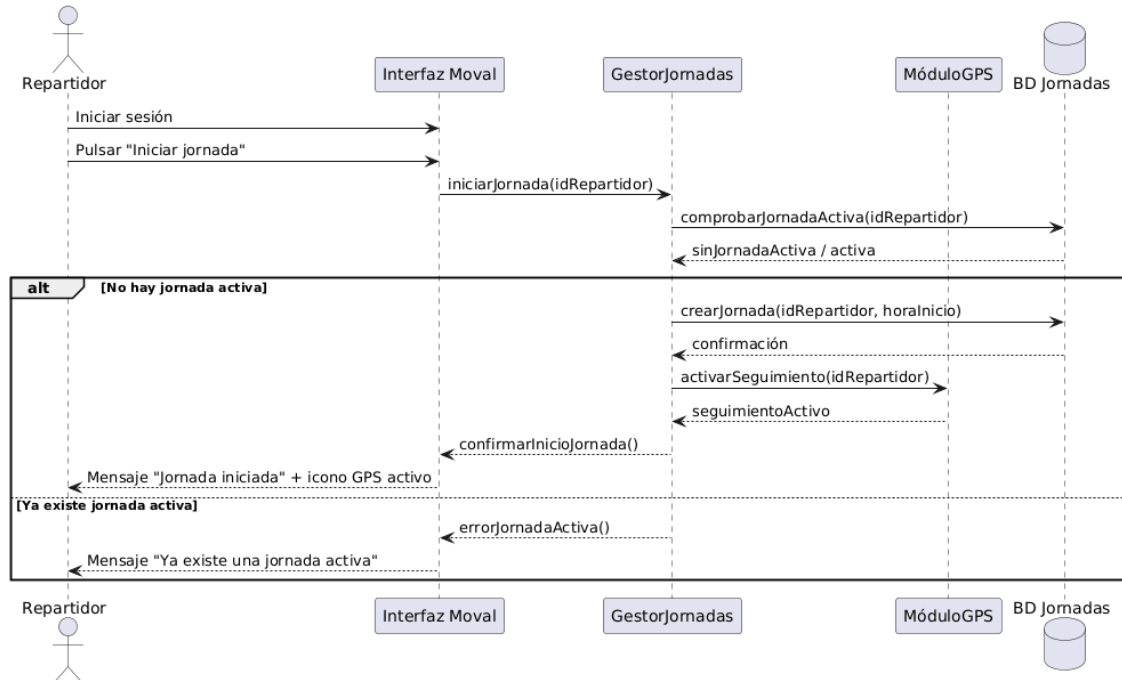 Repartidor
Interfaz Moval
GestorJornadas
MóduloGPS
BD Jornadas
Iniciar sesión
Pulsar "Iniciar jornada"
iniciarJornada(idRepartidor)
comprobarJornadaActiva(idRepartidor)
sinJornadaActiva / activa
alt [No hay jornada activa]
crearJornada(idRepartidor, horaInicio)
confirmación
activarSeguimiento(idRepartidor)
seguimientoActivo
confirmarInicioJornada()
Mensaje "Jornada iniciada" + icono GPS activo
[Ya existe jornada activa]
errorJornadaActiva()
Mensaje "Ya existe una jornada activa"
Repartidor
Interfaz Moval
GestorJornadas
MóduloGPS
BD Jornadas